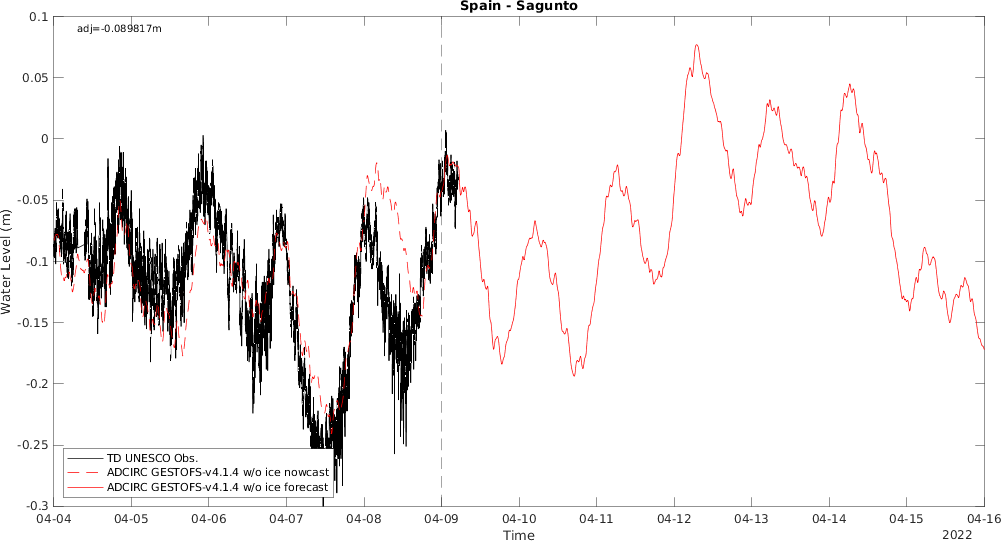 Spain - Sagunto
adj=-0.089817m
0.1
0.05
0
-0.05
-0.1
-0.15
-0.2
-0.25
-0.3
Water Level (m)
TD UNESCO Obs.
ADCIRC GESTOFS-v4.1.4 w/o ice nowcast
ADCIRC GESTOFS-v4.1.4 w/o ice forecast
04-04 04-05 04-06 04-07 04-08 04-09 04-10 04-11 04-12 04-13 04-14 04-15 04-16
Time
2022